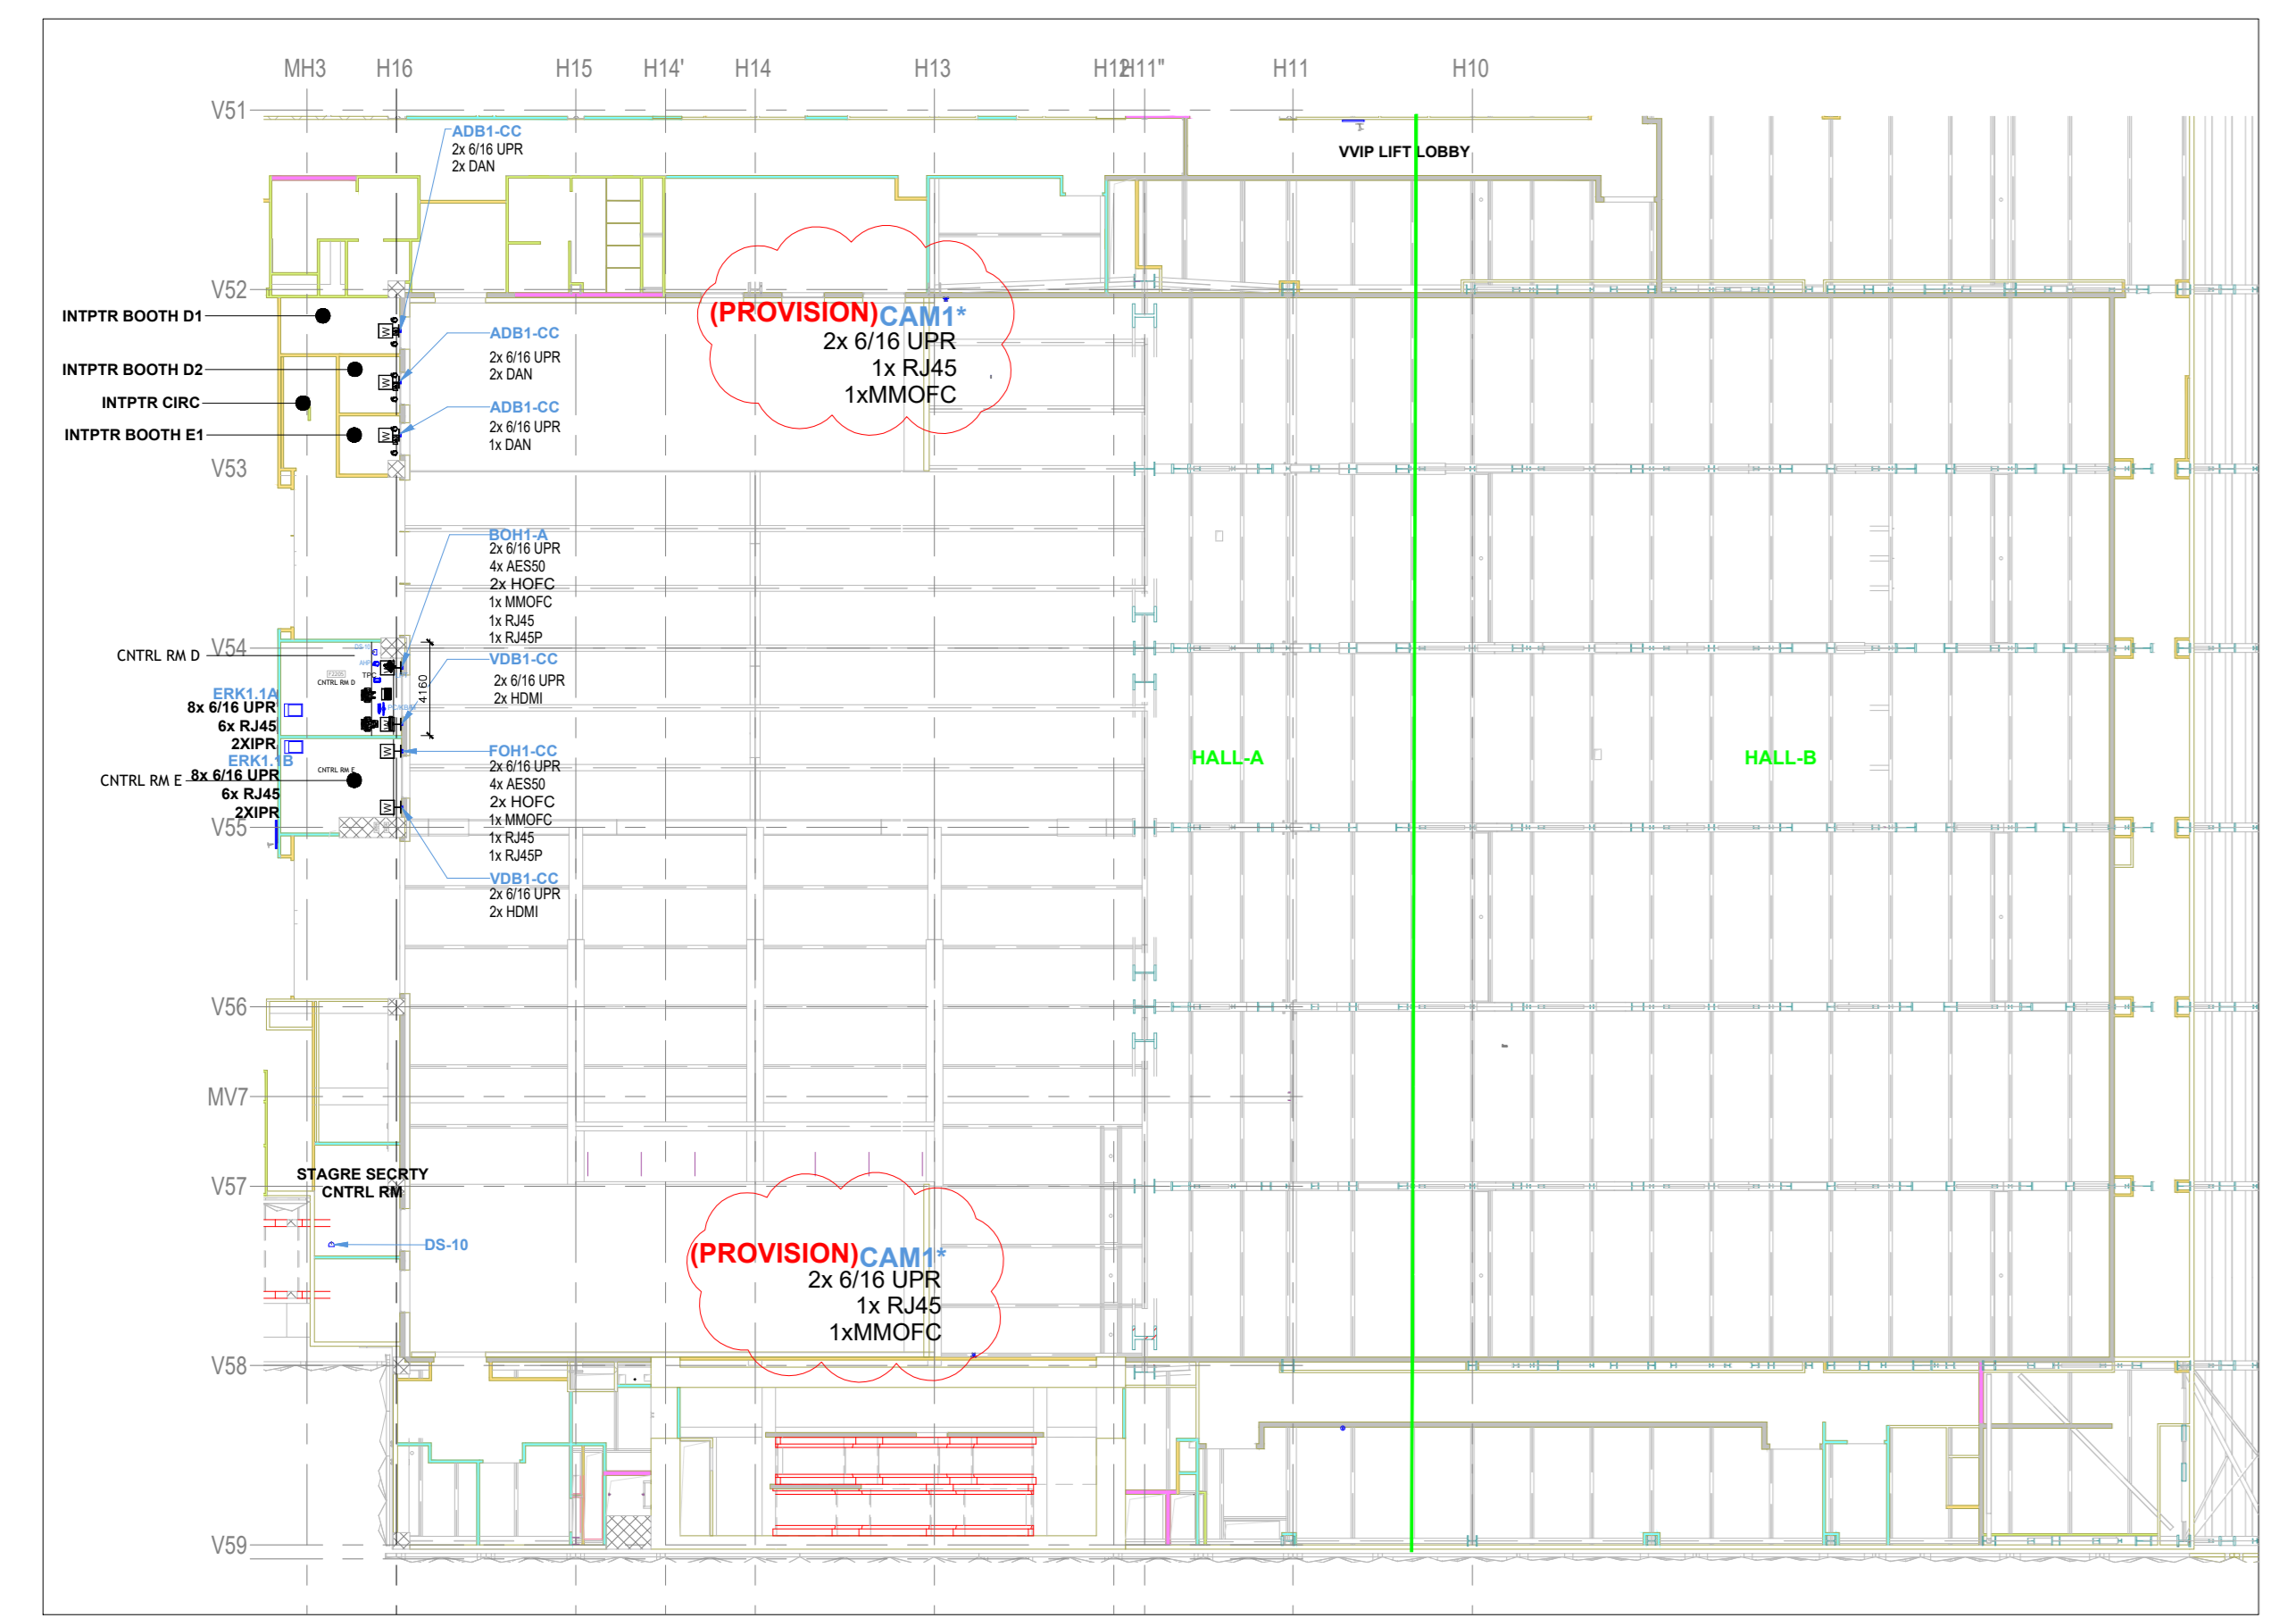 MH3 H16 H15 H14' H14 H13 H12 H11" H11 H10
V51
ADB1-CC
2x 6/16 UPR
2x DAN
VVIP LIFT LOBBY
V52
INTPTR BOOTH D1
(PROVISION) CAM1*
2x 6/16 UPR
1x RJ45
1xMMOFC
ADB1-CC
2x 6/16 UPR
2x DAN
INTPTR BOOTH D2
INTPTR CIRC
ADB1-CC
2x 6/16 UPR
1x DAN
INTPTR BOOTH E1
V53
BOH1-A
2x 6/16 UPR
4x AES50
2x HOFC
1x MMOFC
1x RJ45
1x RJ45P
V54
CNTRL RM D
CNTRL RM D
TPC
4160
VDB1-CC
2x 6/16 UPR
2x HDMI
ERK1.1A
8x 6/16 UPR
6x RJ45
2XIPR
FOH1-CC
2x 6/16 UPR
4x AES50
2x HOFC
1x MMOFC
1x RJ45
1x RJ45P
HALL-A
HALL-B
ERK1.1B
8x 6/16 UPR
6x RJ45
2XIPR
CNTRL RM E
CNTRL RM E
V55
VDB1-CC
2x 6/16 UPR
2x HDMI
V56
MV7
STAGRE SECRTY
CNTRL RM
V57
DS-10
(PROVISION) CAM1*
2x 6/16 UPR
1x RJ45
1xMMOFC
V58
V59